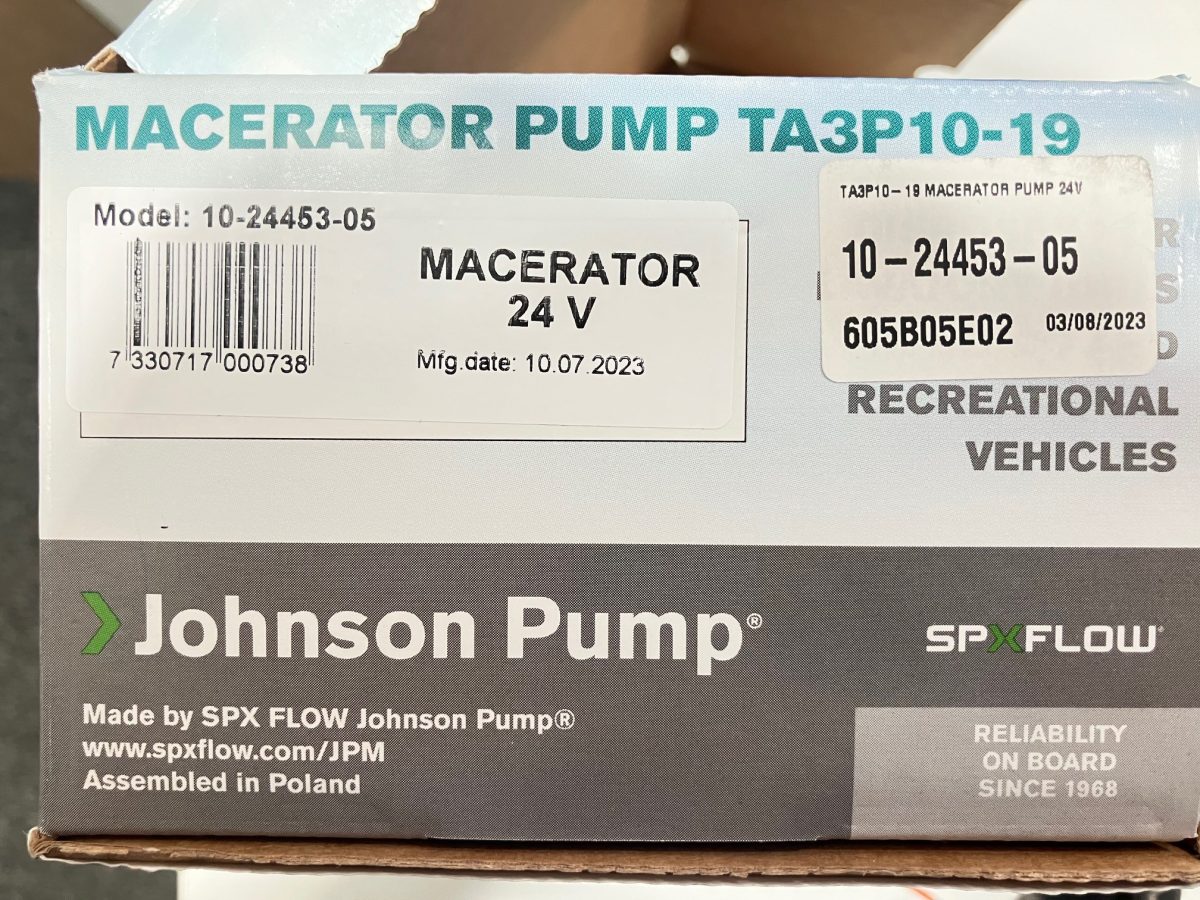 MACERATOR PUMP TA3P10-19
Model: 10-24453-05
7 330717 000738
MACERATOR
24 V
Mfg.date: 10.07.2023
TA3P10-19 MACERATOR PUMP 24V
10-24453-05
605B05E02 03/08/2023
RECREATIONAL
VEHICLES
Johnson Pump®
SPXFLOW
Made by SPX FLOW Johnson Pump®
www.spxflow.com/JPM
Assembled in Poland
RELIABILITY
ON BOARD
SINCE 1968